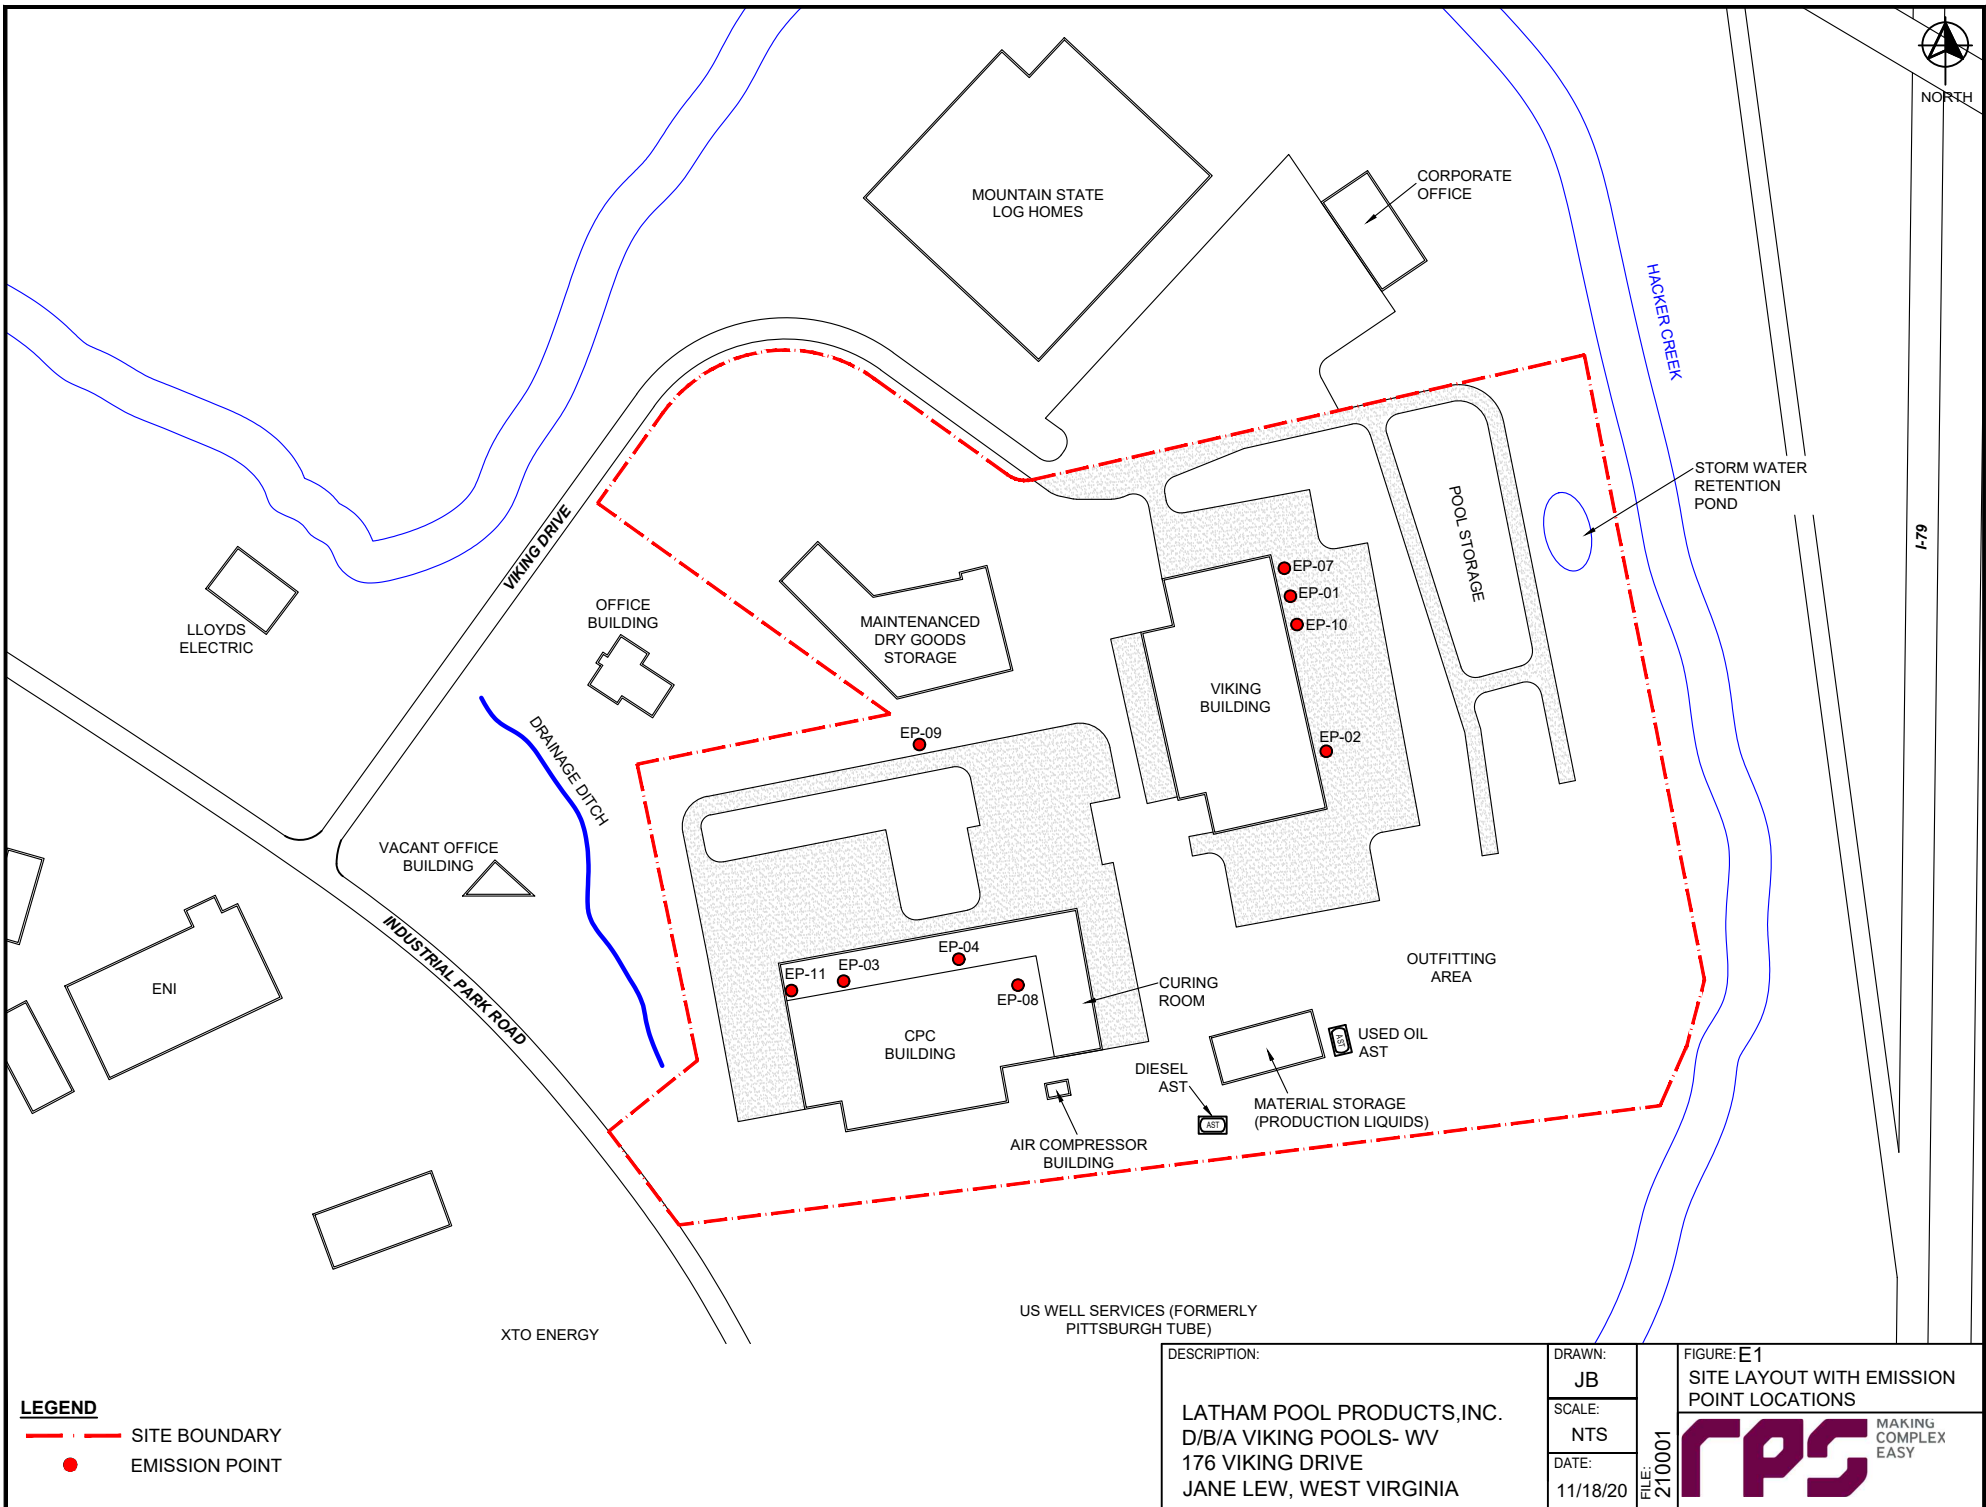 NORTH
MOUNTAIN STATE
LOG HOMES
CORPORATE
OFFICE
HACKER CREEK
STORM WATER
RETENTION
POND
I-79
POOL STORAGE
VIKING DRIVE
LLOYDS
ELECTRIC
OFFICE
BUILDING
MAINTENANCED
DRY GOODS
STORAGE
EP-07
EP-01
EP-10
VIKING
BUILDING
EP-02
EP-09
DRAINAGE DITCH
VACANT OFFICE
BUILDING
INDUSTRIAL PARK ROAD
ENI
EP-11
EP-03
EP-04
EP-08
CURING
ROOM
CPC
BUILDING
OUTFITTING
AREA
USED OIL
AST
AST
DIESEL
AST
AST
MATERIAL STORAGE
(PRODUCTION LIQUIDS)
AIR COMPRESSOR
BUILDING
XTO ENERGY
US WELL SERVICES (FORMERLY
PITTSBURGH TUBE)
LEGEND
SITE BOUNDARY
EMISSION POINT
DESCRIPTION:
LATHAM POOL PRODUCTS,INC.
D/B/A VIKING POOLS- WV
176 VIKING DRIVE
JANE LEW, WEST VIRGINIA
DRAWN:
JB
SCALE:
NTS
DATE:
11/18/20
FILE:
2100001
FIGURE: E1
SITE LAYOUT WITH EMISSION
POINT LOCATIONS
rps
MAKING
COMPLEX
EASY